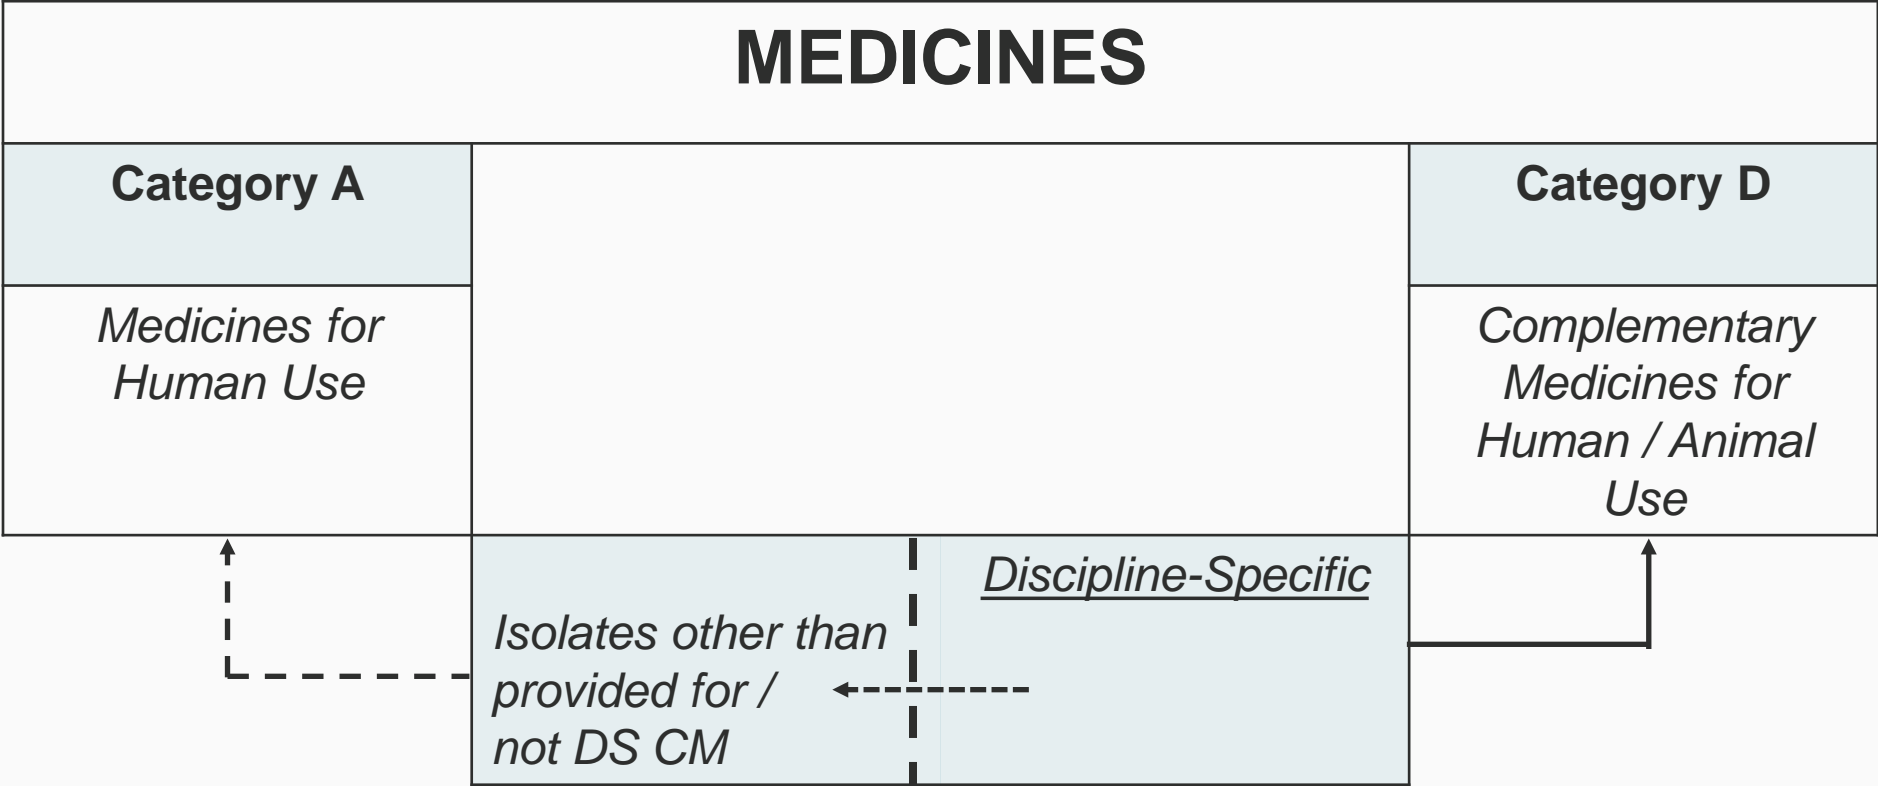 MEDICINES
Category A
Category D
Medicines for
Human Use
Complementary
Medicines for
Human / Animal
Use
Discipline-Specific
Isolates other than
provided for /
not DS CM